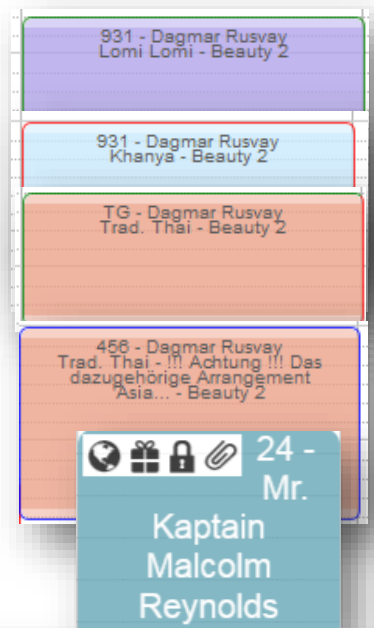 931 - Dagmar Rusvay
Lomi Lomi - Beauty 2
931 - Dagmar Rusvay
Khanya - Beauty 2
TG - Dagmar Rusvay
Trad. Thai - Beauty 2
456 - Dagmar Rusvay
Trad. Thai - !!! Achtung !!! Das
dazugehörige Arrangement
"Asia... - Beauty 2
24 -
Mr.
Kaptain
Malcolm
Reynolds